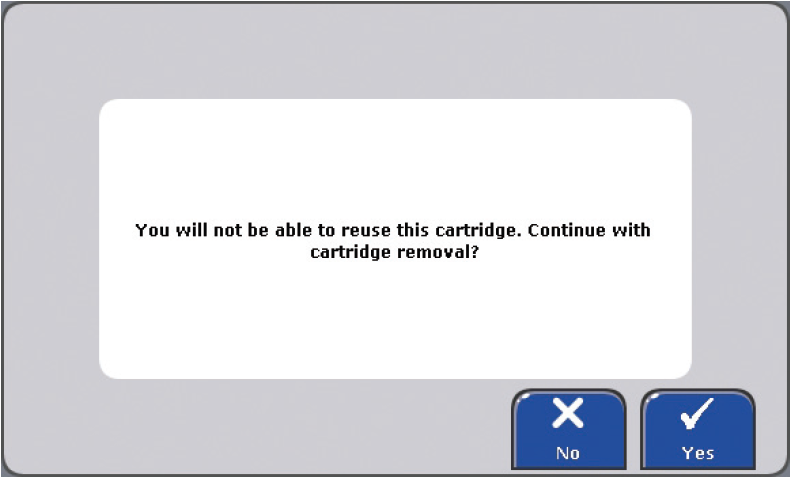 You will not be able to reuse this cartridge. Continue with
cartridge removal?
No
Yes